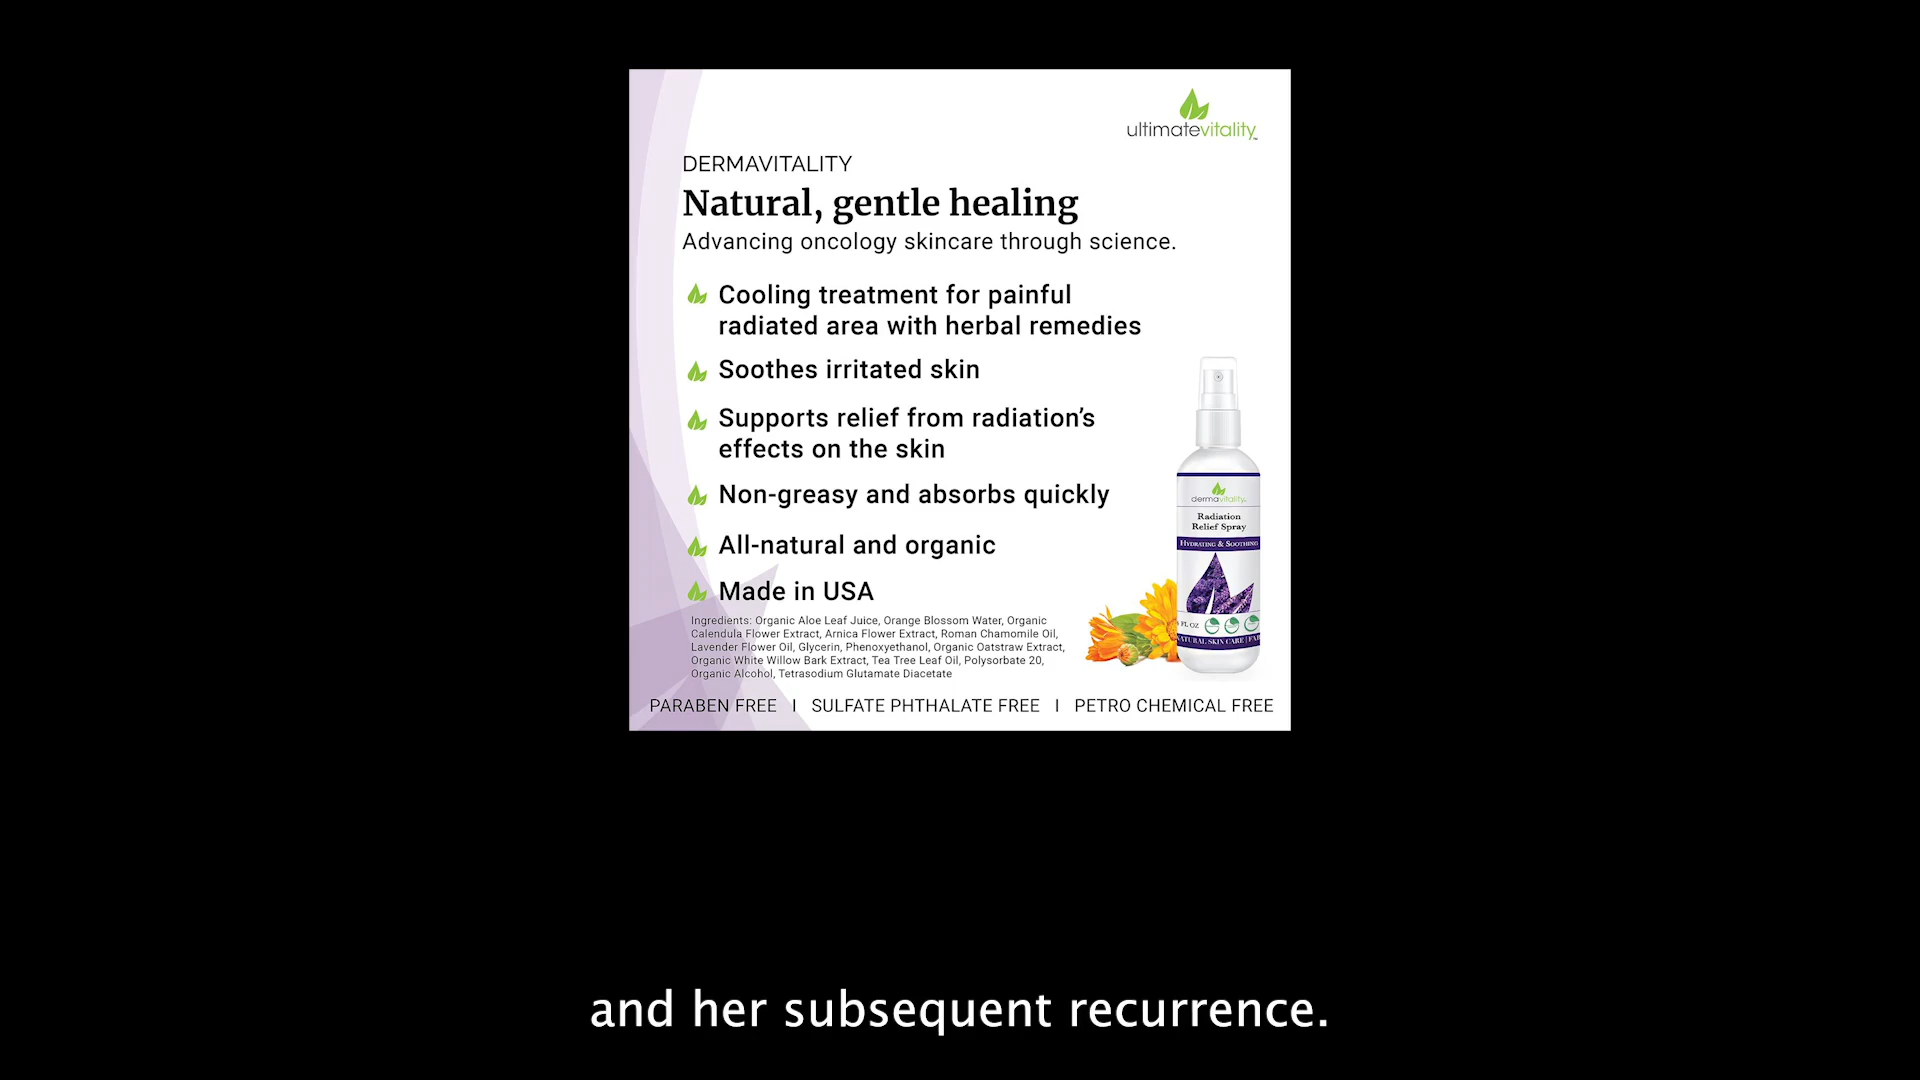 ultimatevitality
DERMAVITALITY
Natural, gentle healing
Advancing oncology skincare through science.
Cooling treatment for painful
radiated area with herbal remedies
Soothes irritated skin
Supports relief from radiation's
effects on the skin
Non-greasy and absorbs quickly
All-natural and organic
Made in USA
Ingredients: Organic Aloe Leaf Juice, Orange Blossom Water, Organic
Calendula Flower Extract, Arnica Flower Extract, Roman Chamomile Oil,
Lavender Flower Oil, Glycerin, Phenoxyethanol, Organic Oatstraw Extract,
Organic White Willow Bark Extract, Tea Tree Leaf Oil, Polysorbate 20,
Organic Alcohol, Tetrasodium Glutamate Diacetate
dermavitality
Radiation
Relief Spray
HYDRATING & SOOTHING
FL OZ
NATURAL SKIN CARE
PARABEN FREE I SULFATE PHTHALATE FREE I PETRO CHEMICAL FREE
and her subsequent recurrence.